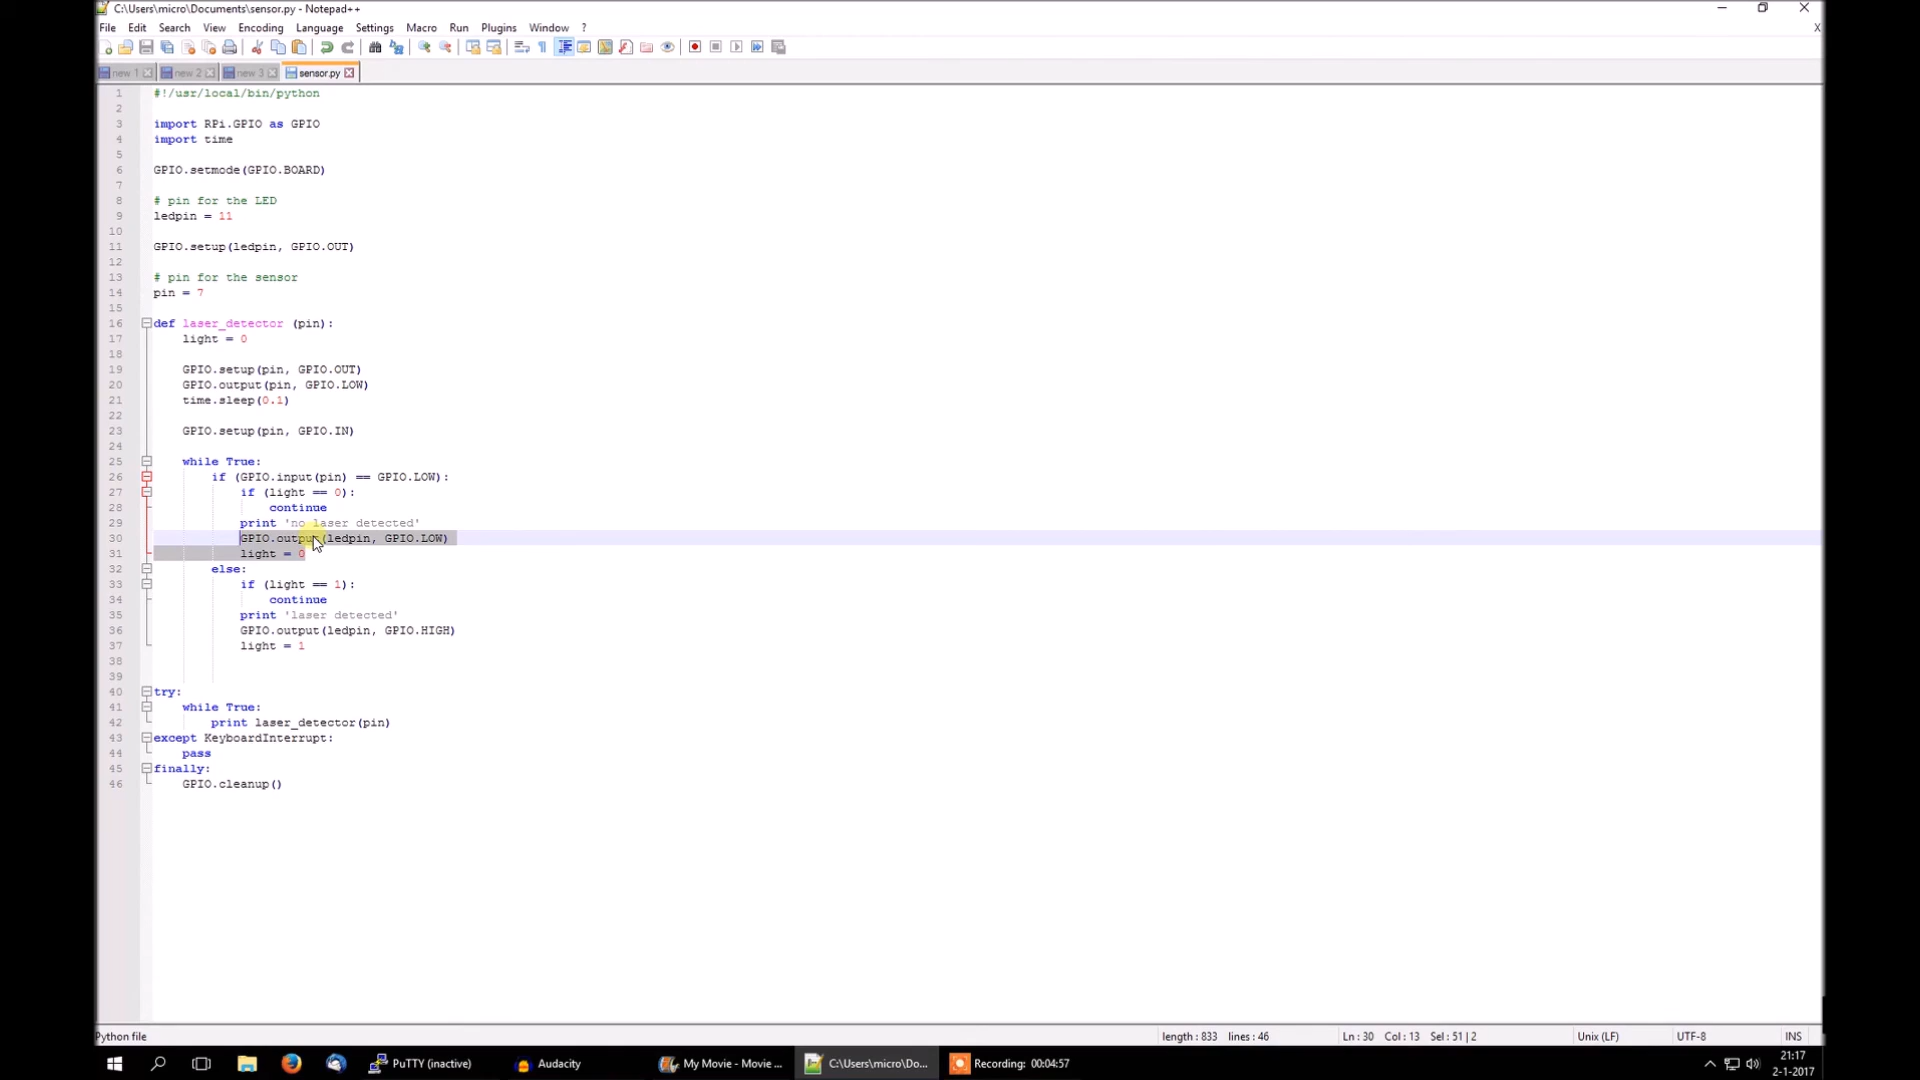 C:\Users\micro\Documents\sensor.py - Notepad++
File Edit Search View Encoding Language Settings Macro Run Plugins Window ? X
new 1 new 2 new 3 sensor.py
1 #!/usr/local/bin/python
2
3 import RPi.GPIO as GPIO
4 import time
5
6 GPIO.setmode(GPIO.BOARD)
7
8 # pin for the LED
9 ledpin = 11
10
11 GPIO.setup(ledpin, GPIO.OUT)
12
13 # pin for the sensor
14 pin = 7
15
16 def laser_detector (pin):
17 light = 0
18
19 GPIO.setup(pin, GPIO.OUT)
20 GPIO.output(pin, GPIO.LOW)
21 time.sleep(0.1)
22
23 GPIO.setup(pin, GPIO.IN)
24
25 while True:
26 if (GPIO.input(pin) == GPIO.LOW):
27 if (light == 0):
28 continue
29 print 'no laser detected'
30 GPIO.output(ledpin, GPIO.LOW)
31 light = 0
32 else:
33 if (light == 1):
34 continue
35 print 'laser detected'
36 GPIO.output(ledpin, GPIO.HIGH)
37 light = 1
38
39
40 try:
41 while True:
42 print laser_detector(pin)
43 except KeyboardInterrupt:
44 pass
45 finally:
46 GPIO.cleanup()
Python file length : 833 lines : 46 Ln : 30 Col : 13 Sel : 51 | 2 Unix (LF) UTF-8 INS
PuTTY (inactive) Audacity My Movie - Movie ... C:\Users\micro\Do... Recording: 00:04:57 21:17
2-1-2017